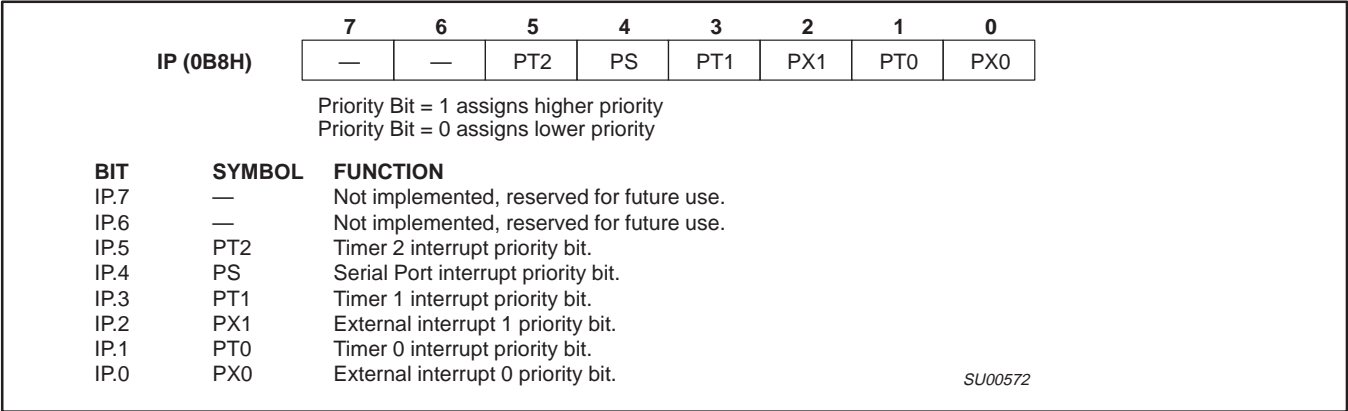 7 6 5 4 3 2 1 0
IP (0B8H) — — PT2 PS PT1 PX1 PT0 PX0
Priority Bit = 1 assigns higher priority
Priority Bit = 0 assigns lower priority
BIT SYMBOL FUNCTION
IP.7 — Not implemented, reserved for future use.
IP.6 — Not implemented, reserved for future use.
IP.5 PT2 Timer 2 interrupt priority bit.
IP.4 PS Serial Port interrupt priority bit.
IP.3 PT1 Timer 1 interrupt priority bit.
IP.2 PX1 External interrupt 1 priority bit.
IP.1 PT0 Timer 0 interrupt priority bit.
IP.0 PX0 External interrupt 0 priority bit.
SU00572